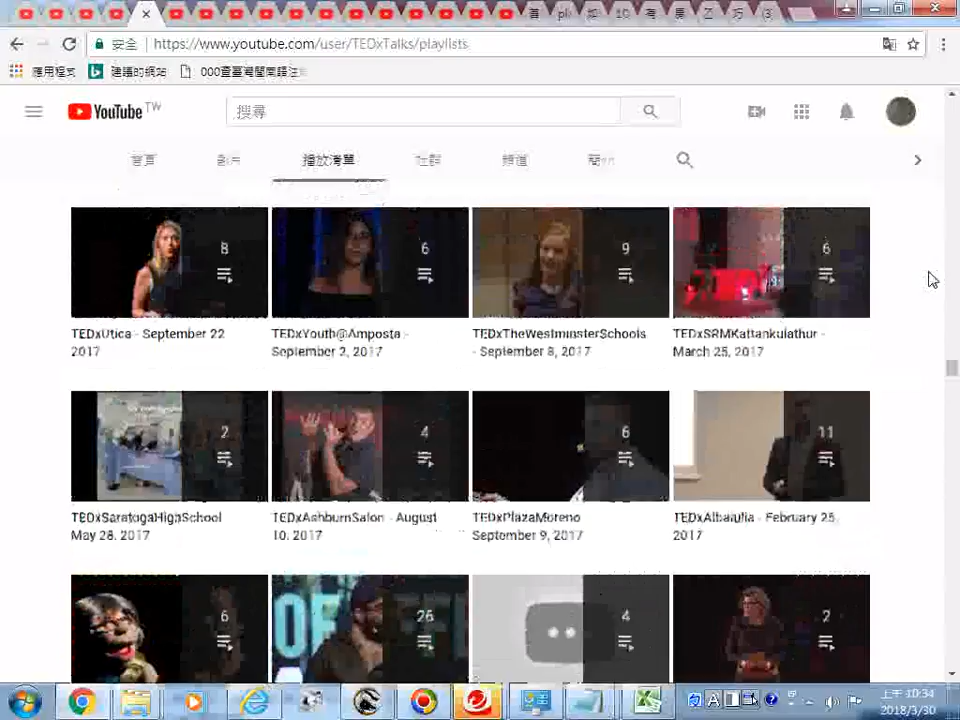 安全 https://www.youtube.com/user/TEDxTalks/playlists
應用程式 建議的網站
YouTube TW 搜尋
首頁 影片 播放清單 社群 頻道 簡介
8 6 9 6
TEDxUtica - September 22 2017
TEDxYouth@Amposta - September 2, 2017
TEDxTheWestminsterSchools - September 8, 2017
TEDxSRMKattankulathur - March 25, 2017
2 4 6 11
TEDxSaratogaHighSchool May 28. 2017
TEDxAshburnSalon - August 10. 2017
TEDxPlazaMoreno September 9, 2017
TEDxAlbaIulia - February 25, 2017
6 26 4 2
上午 10:34
2018/3/30